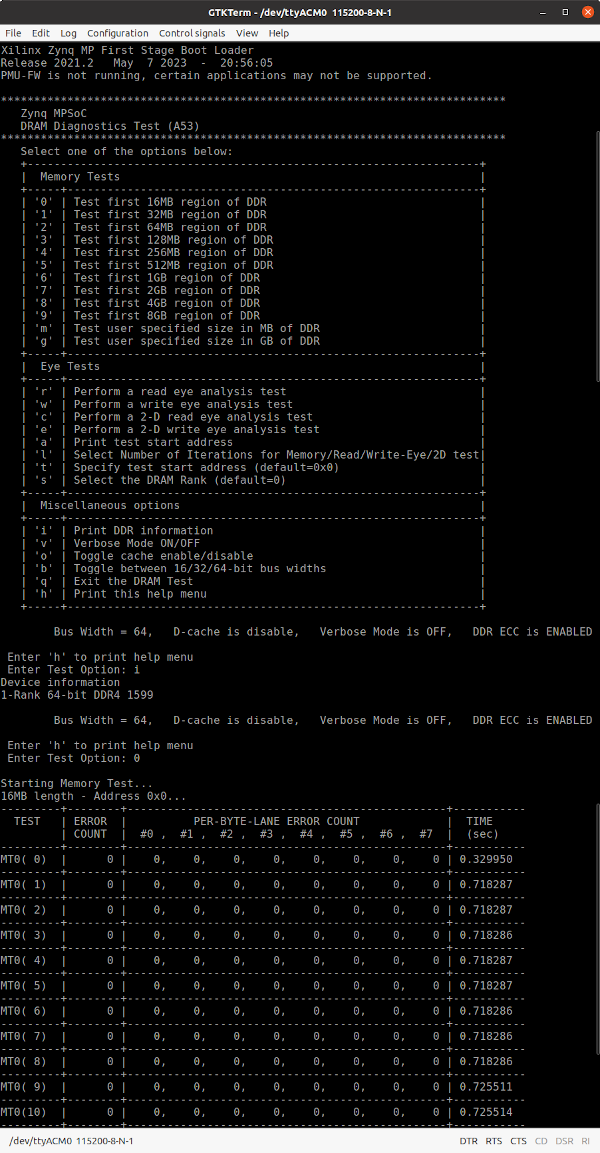 GTKTerm - /dev/ttyACM0 115200-8-N-1
File Edit Log Configuration Control signals View Help
Xilinx Zynq MP First Stage Boot Loader
Release 2021.2   May  7 2023  -  20:56:05
PMU-FW is not running, certain applications may not be supported.
****************************************************************************
   Zynq MPSoC
   DRAM Diagnostics Test (A53)
****************************************************************************
   Select one of the options below:
   +--------------------------------------------------------------------+
   |  Memory Tests                                                      |
   +-----+--------------------------------------------------------------+
   | '0' | Test first 16MB region of DDR                                |
   | '1' | Test first 32MB region of DDR                                |
   | '2' | Test first 64MB region of DDR                                |
   | '3' | Test first 128MB region of DDR                               |
   | '4' | Test first 256MB region of DDR                               |
   | '5' | Test first 512MB region of DDR                               |
   | '6' | Test first 1GB region of DDR                                 |
   | '7' | Test first 2GB region of DDR                                 |
   | '8' | Test first 4GB region of DDR                                 |
   | '9' | Test first 8GB region of DDR                                 |
   | 'm' | Test user specified size in MB of DDR                        |
   | 'g' | Test user specified size in GB of DDR                        |
   +-----+--------------------------------------------------------------+
   |  Eye Tests                                                         |
   +-----+--------------------------------------------------------------+
   | 'r' | Perform a read eye analysis test                             |
   | 'w' | Perform a write eye analysis test                            |
   | 'c' | Perform a 2-D read eye analysis test                         |
   | 'e' | Perform a 2-D write eye analysis test                        |
   | 'a' | Print test start address                                     |
   | 'l' | Select Number of Iterations for Memory/Read/Write-Eye/2D test|
   | 't' | Specify test start address (default=0x0)                     |
   | 's' | Select the DRAM Rank (default=0)                             |
   +-----+--------------------------------------------------------------+
   |  Miscellaneous options                                             |
   +-----+--------------------------------------------------------------+
   | 'i' | Print DDR information                                        |
   | 'v' | Verbose Mode ON/OFF                                          |
   | 'o' | Toggle cache enable/disable                                  |
   | 'b' | Toggle between 16/32/64-bit bus widths                       |
   | 'q' | Exit the DRAM Test                                           |
   | 'h' | Print this help menu                                         |
   +-----+--------------------------------------------------------------+
        Bus Width = 64,   D-cache is disable,   Verbose Mode is OFF,   DDR ECC is ENABLED
 Enter 'h' to print help menu
 Enter Test Option: i
Device information
1-Rank 64-bit DDR4 1599
        Bus Width = 64,   D-cache is disable,   Verbose Mode is OFF,   DDR ECC is ENABLED
 Enter 'h' to print help menu
 Enter Test Option: 0
Starting Memory Test...
16MB length - Address 0x0...
---------+--------+------------------------------------------------+-----------
  TEST   | ERROR  |          PER-BYTE-LANE ERROR COUNT             |  TIME
         | COUNT  |  #0 ,  #1 ,  #2 ,  #3 ,  #4 ,  #5 ,  #6 ,  #7  |  (sec)
---------+--------+------------------------------------------------+-----------
MT0( 0)  |      0 |    0,    0,    0,    0,    0,    0,    0,    0 | 0.329950
---------+--------+------------------------------------------------+-----------
MT0( 1)  |      0 |    0,    0,    0,    0,    0,    0,    0,    0 | 0.718287
---------+--------+------------------------------------------------+-----------
MT0( 2)  |      0 |    0,    0,    0,    0,    0,    0,    0,    0 | 0.718287
---------+--------+------------------------------------------------+-----------
MT0( 3)  |      0 |    0,    0,    0,    0,    0,    0,    0,    0 | 0.718286
---------+--------+------------------------------------------------+-----------
MT0( 4)  |      0 |    0,    0,    0,    0,    0,    0,    0,    0 | 0.718287
---------+--------+------------------------------------------------+-----------
MT0( 5)  |      0 |    0,    0,    0,    0,    0,    0,    0,    0 | 0.718287
---------+--------+------------------------------------------------+-----------
MT0( 6)  |      0 |    0,    0,    0,    0,    0,    0,    0,    0 | 0.718286
---------+--------+------------------------------------------------+-----------
MT0( 7)  |      0 |    0,    0,    0,    0,    0,    0,    0,    0 | 0.718286
---------+--------+------------------------------------------------+-----------
MT0( 8)  |      0 |    0,    0,    0,    0,    0,    0,    0,    0 | 0.718286
---------+--------+------------------------------------------------+-----------
MT0( 9)  |      0 |    0,    0,    0,    0,    0,    0,    0,    0 | 0.725511
---------+--------+------------------------------------------------+-----------
MT0(10)  |      0 |    0,    0,    0,    0,    0,    0,    0,    0 | 0.725514
---------+--------+------------------------------------------------+-----------
/dev/ttyACM0 115200-8-N-1 DTR RTS CTS CD DSR RI